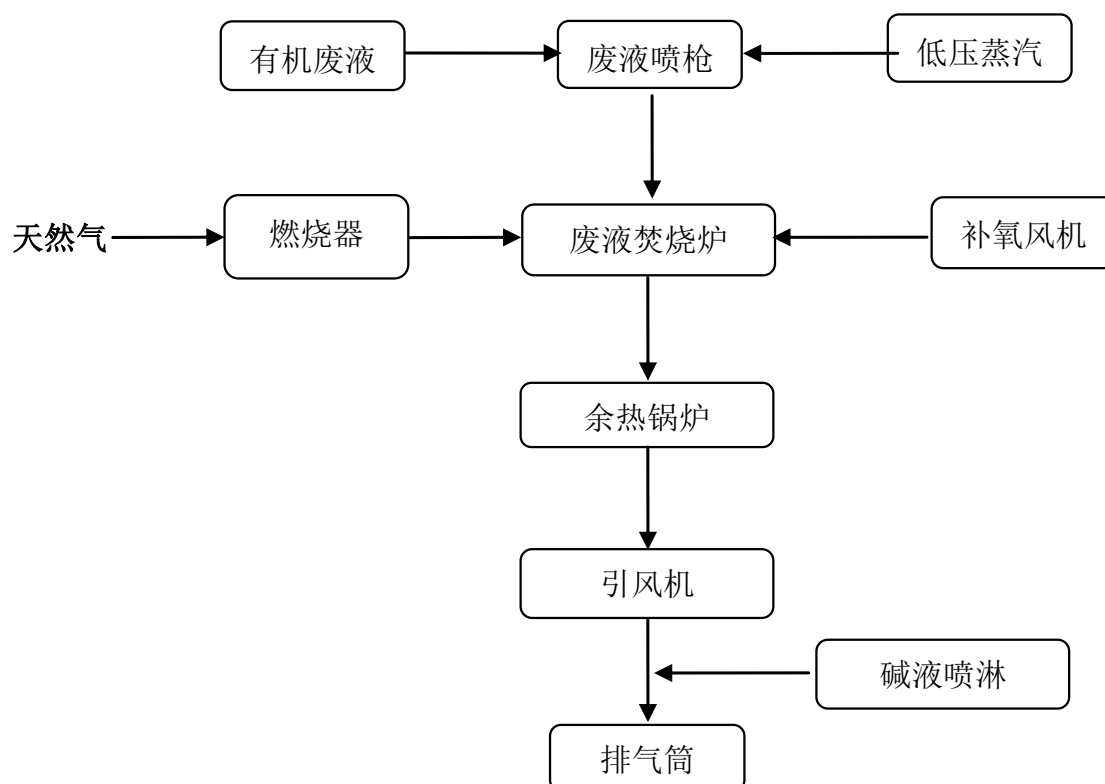 有机废液
废液喷枪
低压蒸汽
天然气
燃烧器
废液焚烧炉
补氧风机
余热锅炉
引风机
碱液喷淋
排气筒